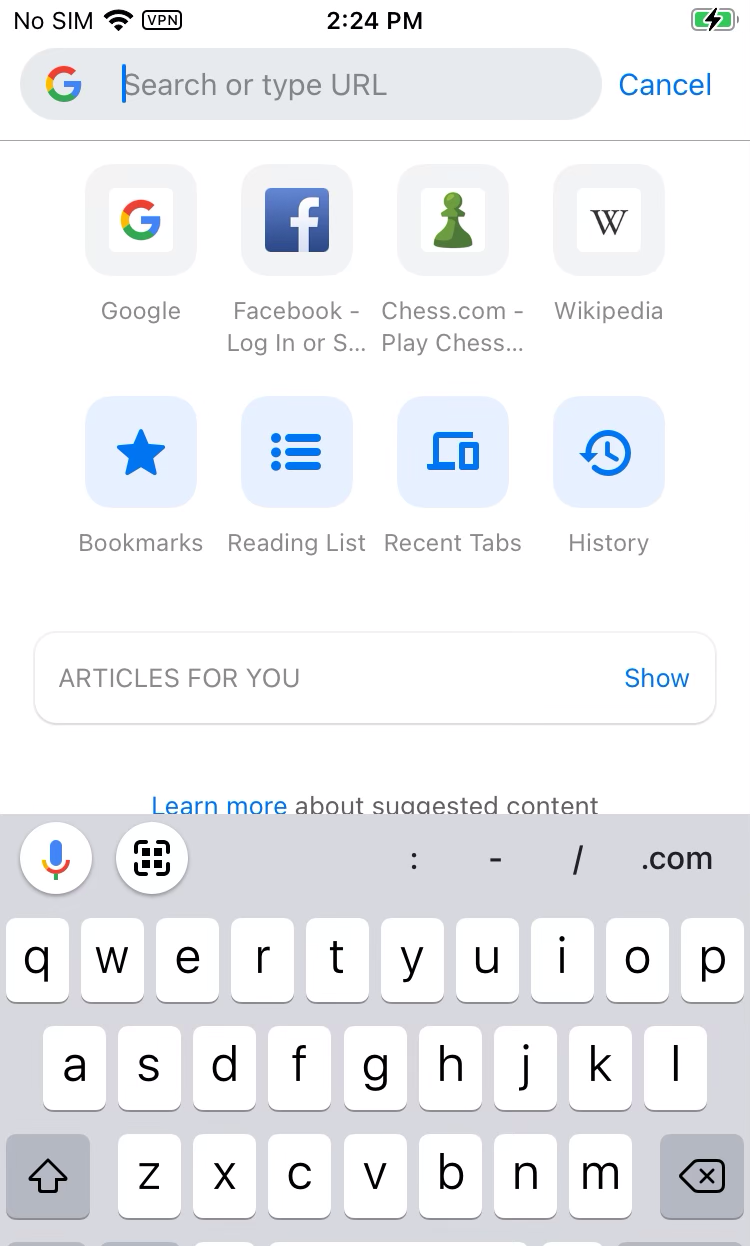 No SIM VPN 2:24 PM
Search or type URL Cancel
Google Facebook - Chess.com - Wikipedia
Log In or S... Play Chess...
Bookmarks Reading List Recent Tabs History
ARTICLES FOR YOU Show
Learn more about suggested content
: - / .com
q w e r t y u i o p
a s d f g h j k l
z x c v b n m